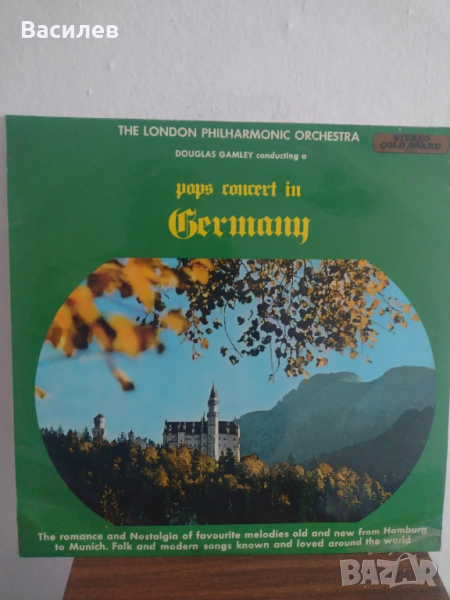 Василев
THE LONDON PHILHARMONIC ORCHESTRA
STEREO
GOLD AWARD
DOUGLAS GAMLEY conducting a
pops concert in
Germany
The romance and Nostalgia of favourite melodies old and new from Hamburg
to Munich. Folk and modern songs known and loved around the world
BAZAR